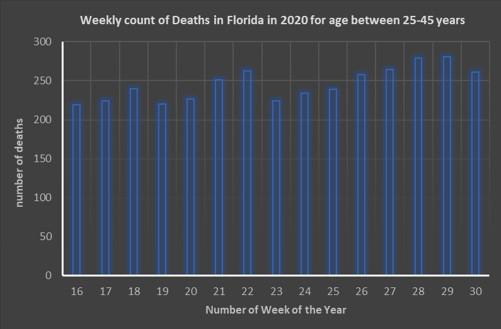 Weekly count of Deaths in Florida in 2020 for age between 25-45 years
300
250
200
150
100
50
0
number of deaths
16 17 18 19 20 21 22 23 24 25 26 27 28 29 30
Number of Week of the Year